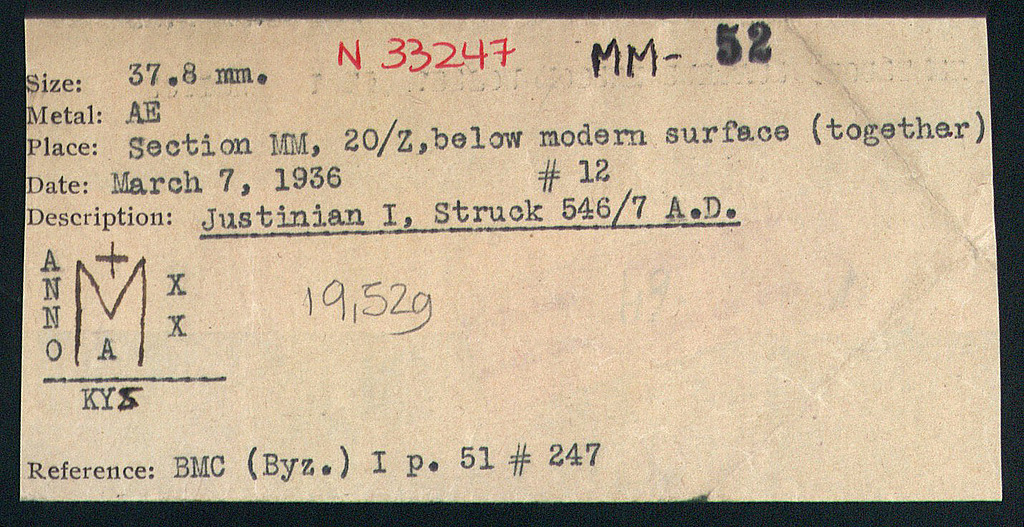 N 33247 MM- 52
Size: 37.8 mm.
Metal: AE
Place: Section MM, 20/Z,below modern surface (together)
Date: March 7, 1936 # 12
Description: Justinian I, Struck 546/7 A.D.
A
N
N
O
+
M
A
X
X
19,52g
KYS
Reference: BMC (Byz.) I p. 51 # 247